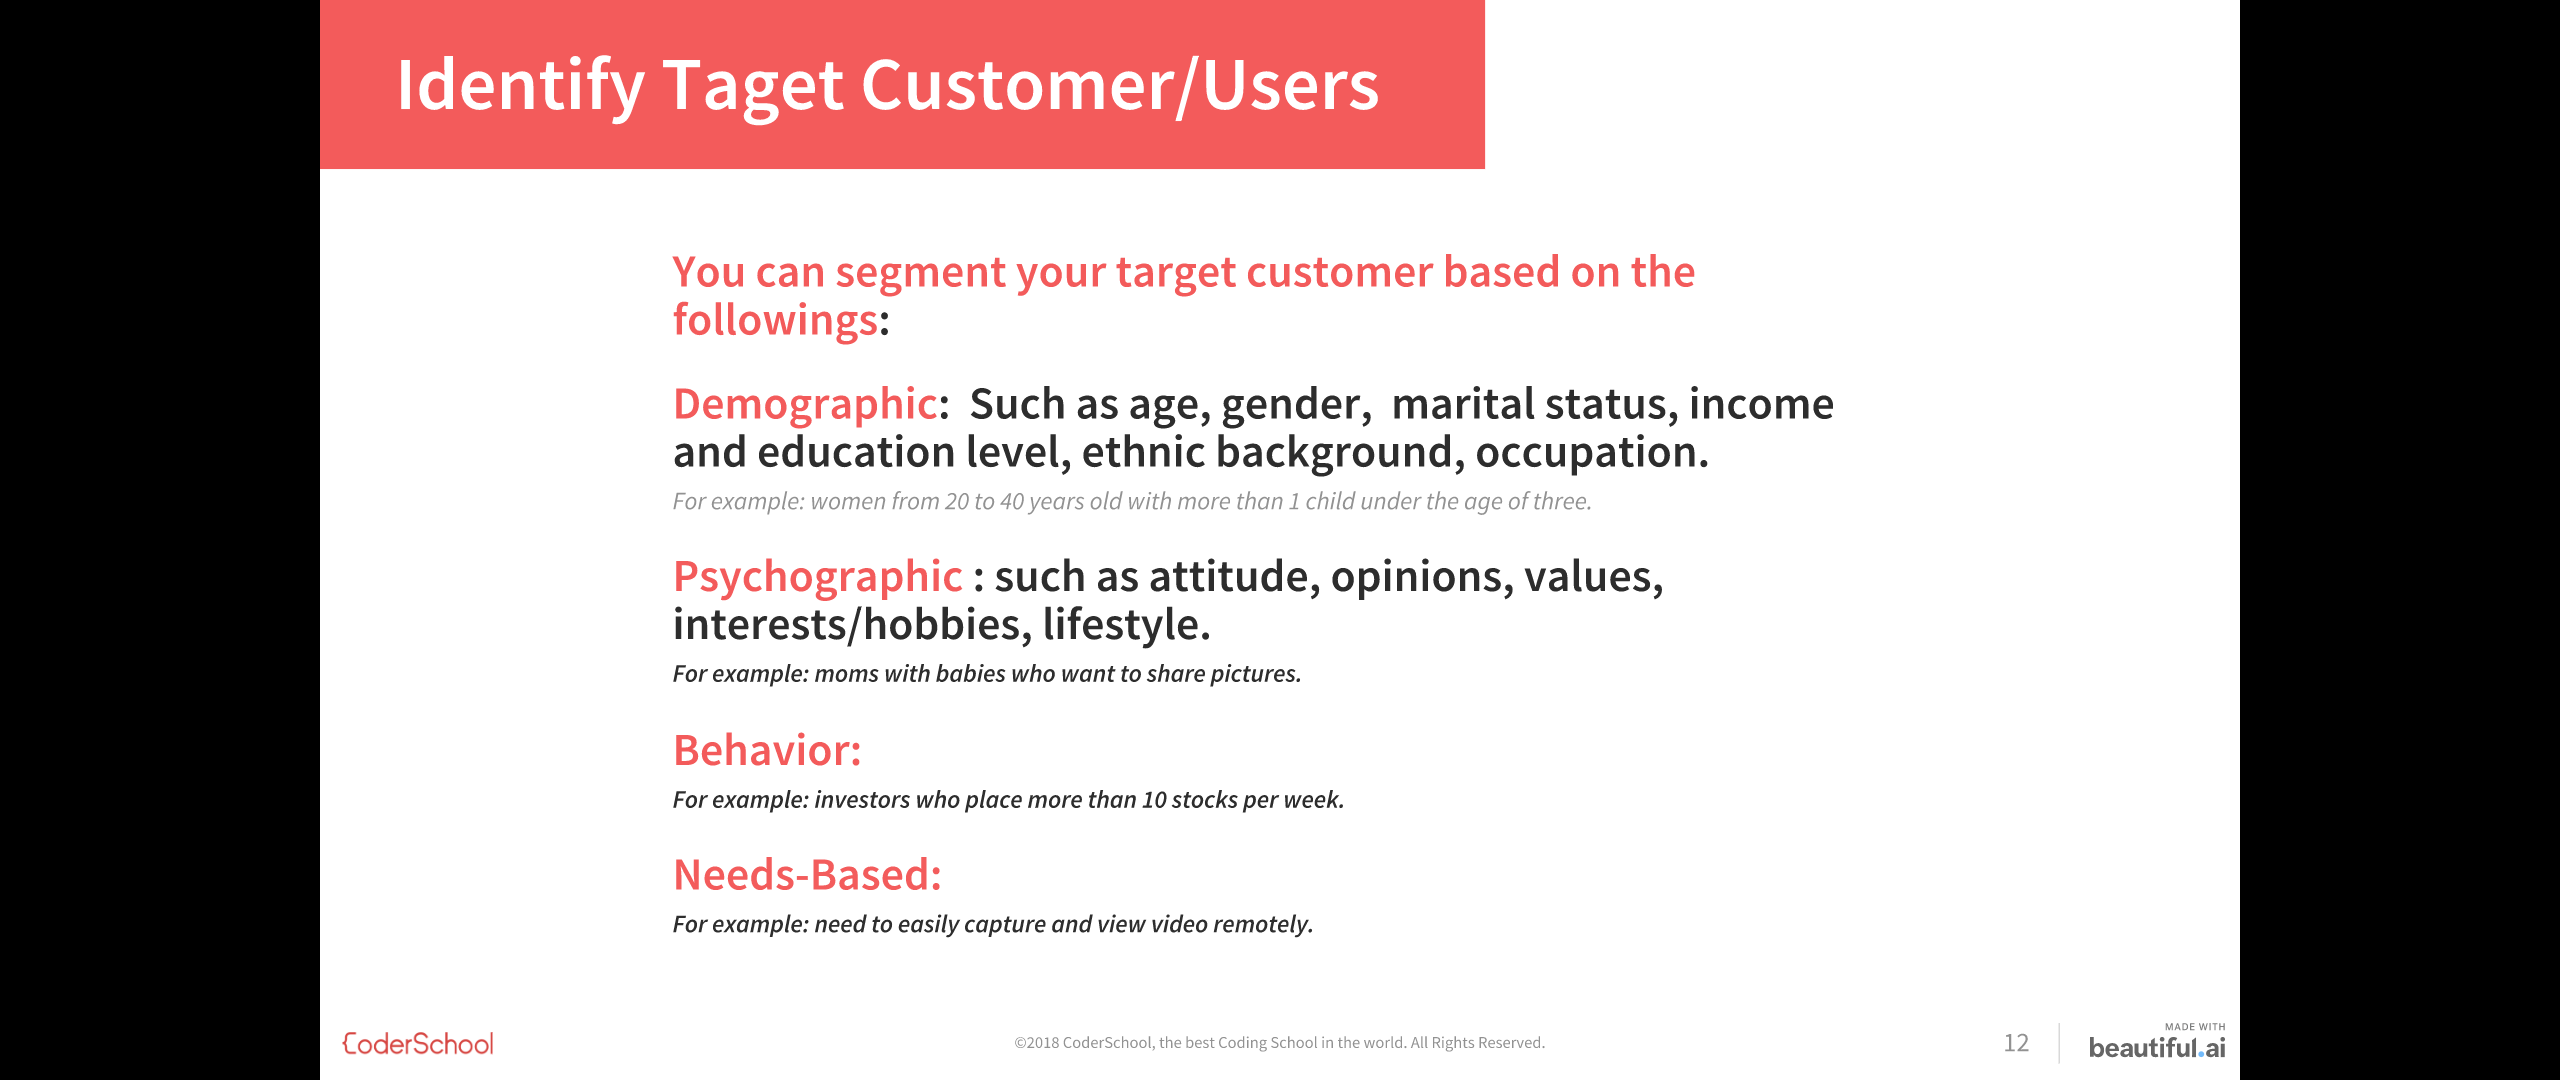 Identify Taget Customer/Users
You can segment your target customer based on the
followings:
Demographic:  Such as age, gender,  marital status, income
and education level, ethnic background, occupation.
For example: women from 20 to 40 years old with more than 1 child under the age of three.
Psychographic : such as attitude, opinions, values,
interests/hobbies, lifestyle.
For example: moms with babies who want to share pictures.
Behavior:
For example: investors who place more than 10 stocks per week.
Needs-Based:
For example: need to easily capture and view video remotely.
CoderSchool
©2018 CoderSchool, the best Coding School in the world. All Rights Reserved.
12
MADE WITH
beautiful.ai